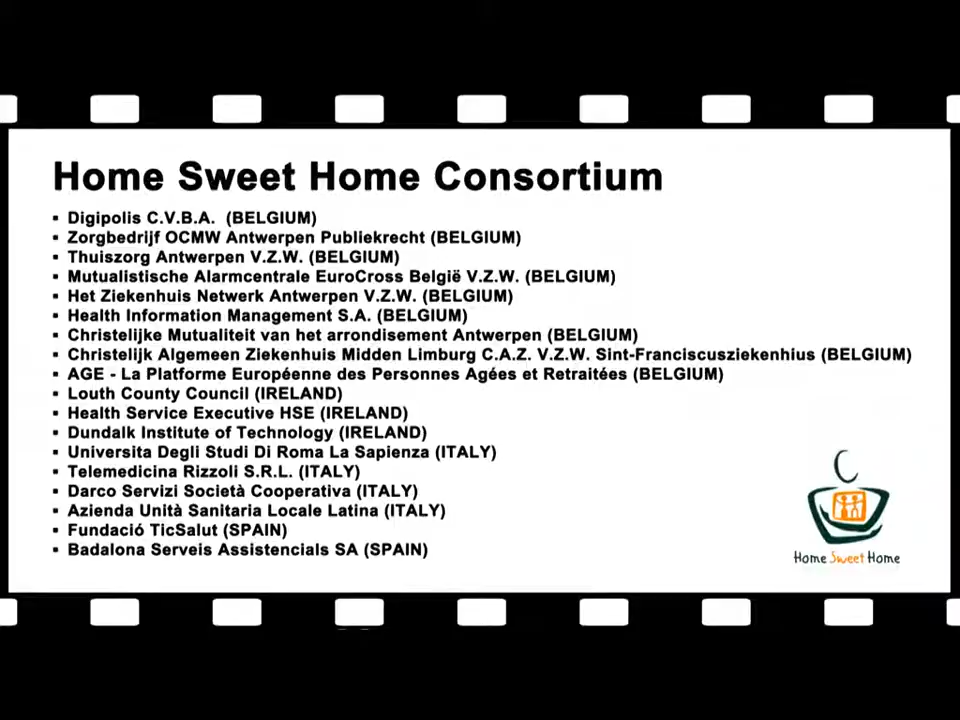 Home Sweet Home Consortium
▪ Digipolis C.V.B.A. (BELGIUM)
▪ Zorgbedrijf OCMW Antwerpen Publiekrecht (BELGIUM)
▪ Thuiszorg Antwerpen V.Z.W. (BELGIUM)
▪ Mutualistische Alarmcentrale EuroCross België V.Z.W. (BELGIUM)
▪ Het Ziekenhuis Netwerk Antwerpen V.Z.W. (BELGIUM)
▪ Health Information Management S.A. (BELGIUM)
▪ Christelijke Mutualiteit van het arrondisement Antwerpen (BELGIUM)
▪ Christelijk Algemeen Ziekenhuis Midden Limburg C.A.Z. V.Z.W. Sint-Franciscusziekenhius (BELGIUM)
▪ AGE - La Platforme Européenne des Personnes Agées et Retraitées (BELGIUM)
▪ Louth County Council (IRELAND)
▪ Health Service Executive HSE (IRELAND)
▪ Dundalk Institute of Technology (IRELAND)
▪ Universita Degli Studi Di Roma La Sapienza (ITALY)
▪ Telemedicina Rizzoli S.R.L. (ITALY)
▪ Darco Servizi Società Cooperativa (ITALY)
▪ Azienda Unità Sanitaria Locale Latina (ITALY)
▪ Fundació TicSalut (SPAIN)
▪ Badalona Serveis Assistencials SA (SPAIN)
Home Sweet Home